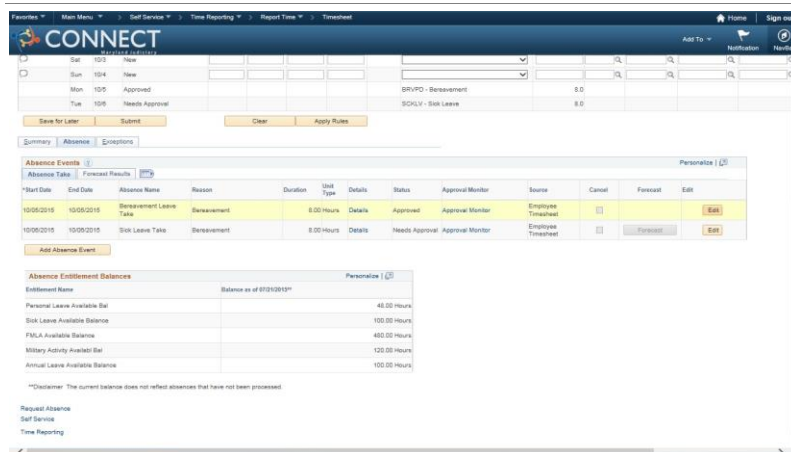 Favorites Main Menu > Self Service > Time Reporting > Report Time > Timesheet Home Sign out
CONNECT Add To
Maryland Judiciary Notification NavBar
Sat 10/3 New
Sun 10/4 New
Mon 10/5 Approved BRVPD - Bereavement 8.0
Tue 10/6 Needs Approval SCKLV - Sick Leave 8.0
Save for Later Submit Clear Apply Rules
Summary Absence Exceptions
Absence Events Personalize |
Absence Take Forecast Results
*Start Date End Date Absence Name Reason Duration Unit Type Details Status Approval Monitor Source Cancel Forecast Edit
10/05/2015 10/05/2015 Bereavement Leave Take Bereavement 8.00 Hours Details Approved Approval Monitor Employee Timesheet Edit
10/06/2015 10/06/2015 Sick Leave Take Bereavement 8.00 Hours Details Needs Approval Approval Monitor Employee Timesheet Forecast Edit
Add Absence Event
Absence Entitlement Balances Personalize |
Entitlement Name Balance as of 07/21/2015**
Personal Leave Available Bal 48.00 Hours
Sick Leave Available Balance 100.00 Hours
FMLA Available Balance 480.00 Hours
Military Activity Availabl Bal 120.00 Hours
Annual Leave Available Balance 100.00 Hours
**Disclaimer The current balance does not reflect absences that have not been processed.
Request Absence
Self Service
Time Reporting